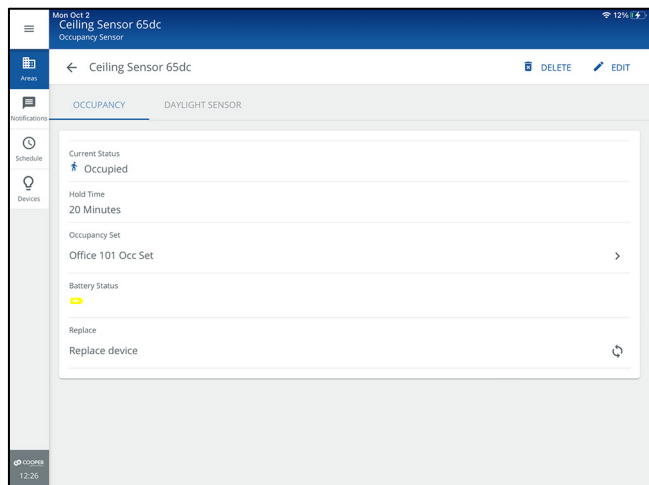 Mon Oct 2
12%
Ceiling Sensor 65dc
Occupancy Sensor
Ceiling Sensor 65dc
DELETE
EDIT
Areas
OCCUPANCY
DAYLIGHT SENSOR
Notifications
Current Status
Occupied
Schedule
Hold Time
20 Minutes
Devices
Occupancy Set
Office 101 Occ Set
Battery Status
Replace
Replace device
COOPER
12:26